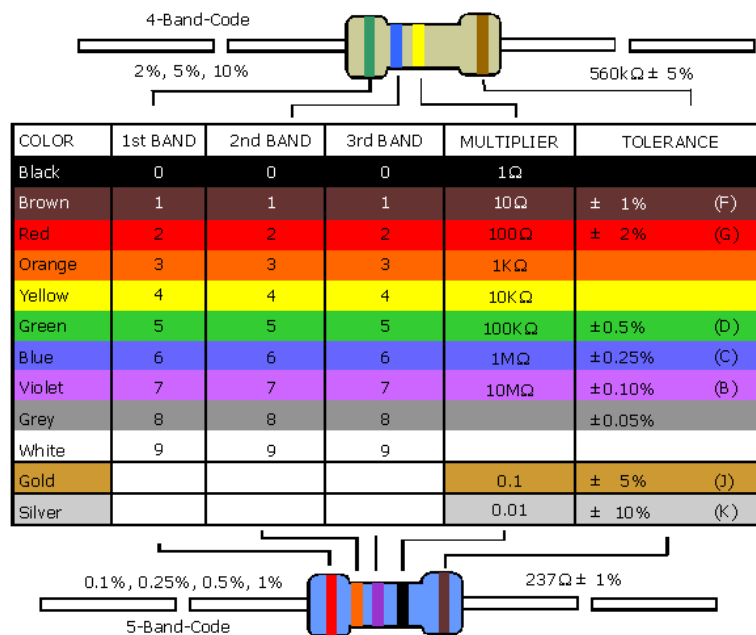 4-Band-Code
2%, 5%, 10%
560kΩ ± 5%
COLOR 1st BAND 2nd BAND 3rd BAND MULTIPLIER TOLERANCE
Black 0 0 0 1Ω
Brown 1 1 1 10Ω ± 1% (F)
Red 2 2 2 100Ω ± 2% (G)
Orange 3 3 3 1KΩ
Yellow 4 4 4 10KΩ
Green 5 5 5 100KΩ ±0.5% (D)
Blue 6 6 6 1MΩ ±0.25% (C)
Violet 7 7 7 10MΩ ±0.10% (B)
Grey 8 8 8 ±0.05%
White 9 9 9
Gold 0.1 ± 5% (J)
Silver 0.01 ± 10% (K)
0.1%, 0.25%, 0.5%, 1%
237Ω ± 1%
5-Band-Code